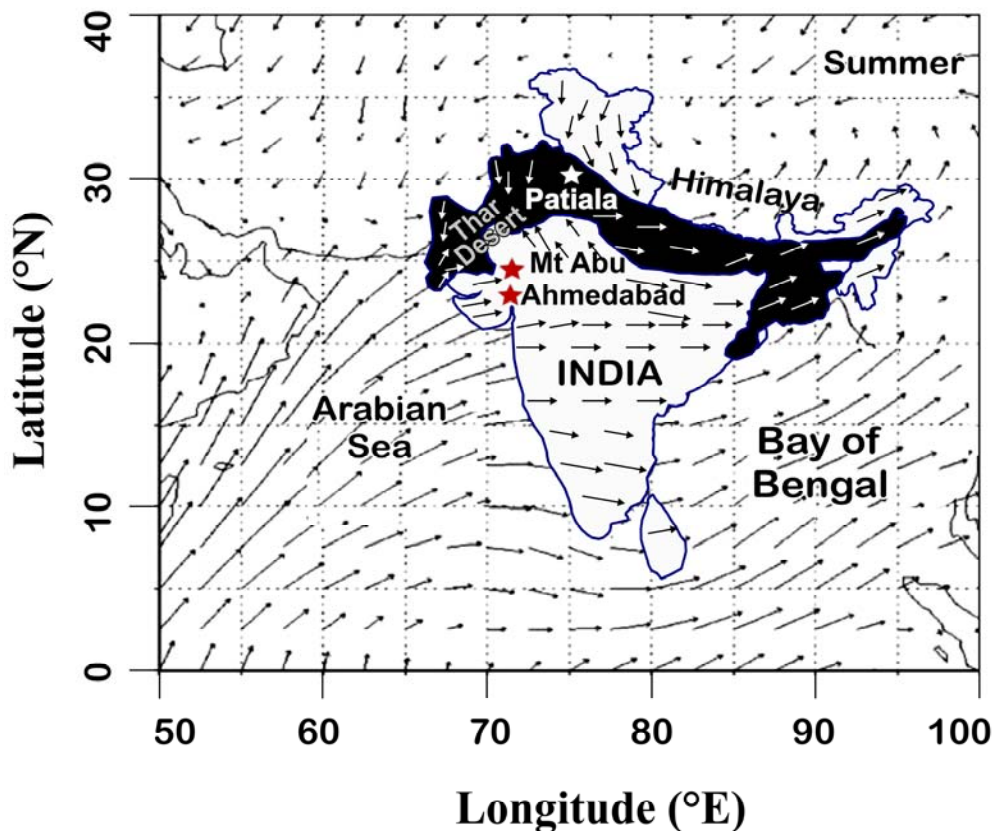 40
Summer
30
Himalaya
Patiala
Thar
Desert
Mt Abu
Ahmedabad
20
INDIA
Arabian
Sea
Bay of
Bengal
10
0
Latitude (°N)
50
60
70
80
90
100
Longitude (°E)